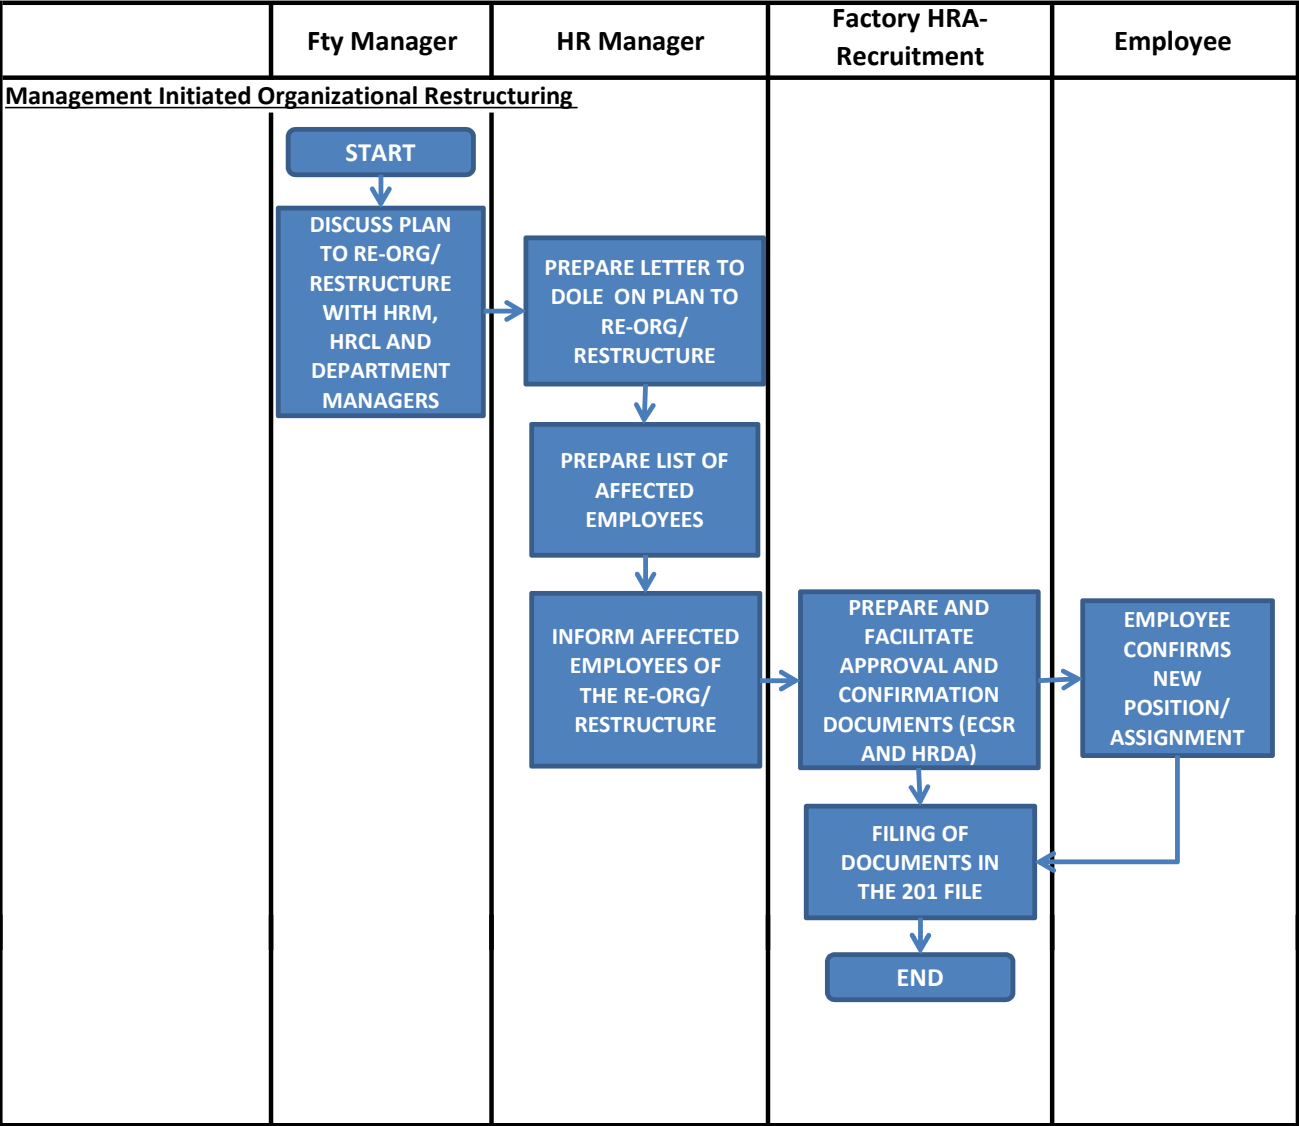 Fty Manager
HR Manager
Factory HRA-
Recruitment
Employee
Management Initiated Organizational Restructuring
START
DISCUSS PLAN
TO RE-ORG/
RESTRUCTURE
WITH HRM,
HRCL AND
DEPARTMENT
MANAGERS
PREPARE LETTER TO
DOLE ON PLAN TO
RE-ORG/
RESTRUCTURE
PREPARE LIST OF
AFFECTED
EMPLOYEES
INFORM AFFECTED
EMPLOYEES OF
THE RE-ORG/
RESTRUCTURE
PREPARE AND
FACILITATE
APPROVAL AND
CONFIRMATION
DOCUMENTS (ECSR
AND HRDA)
EMPLOYEE
CONFIRMS
NEW
POSITION/
ASSIGNMENT
FILING OF
DOCUMENTS IN
THE 201 FILE
END